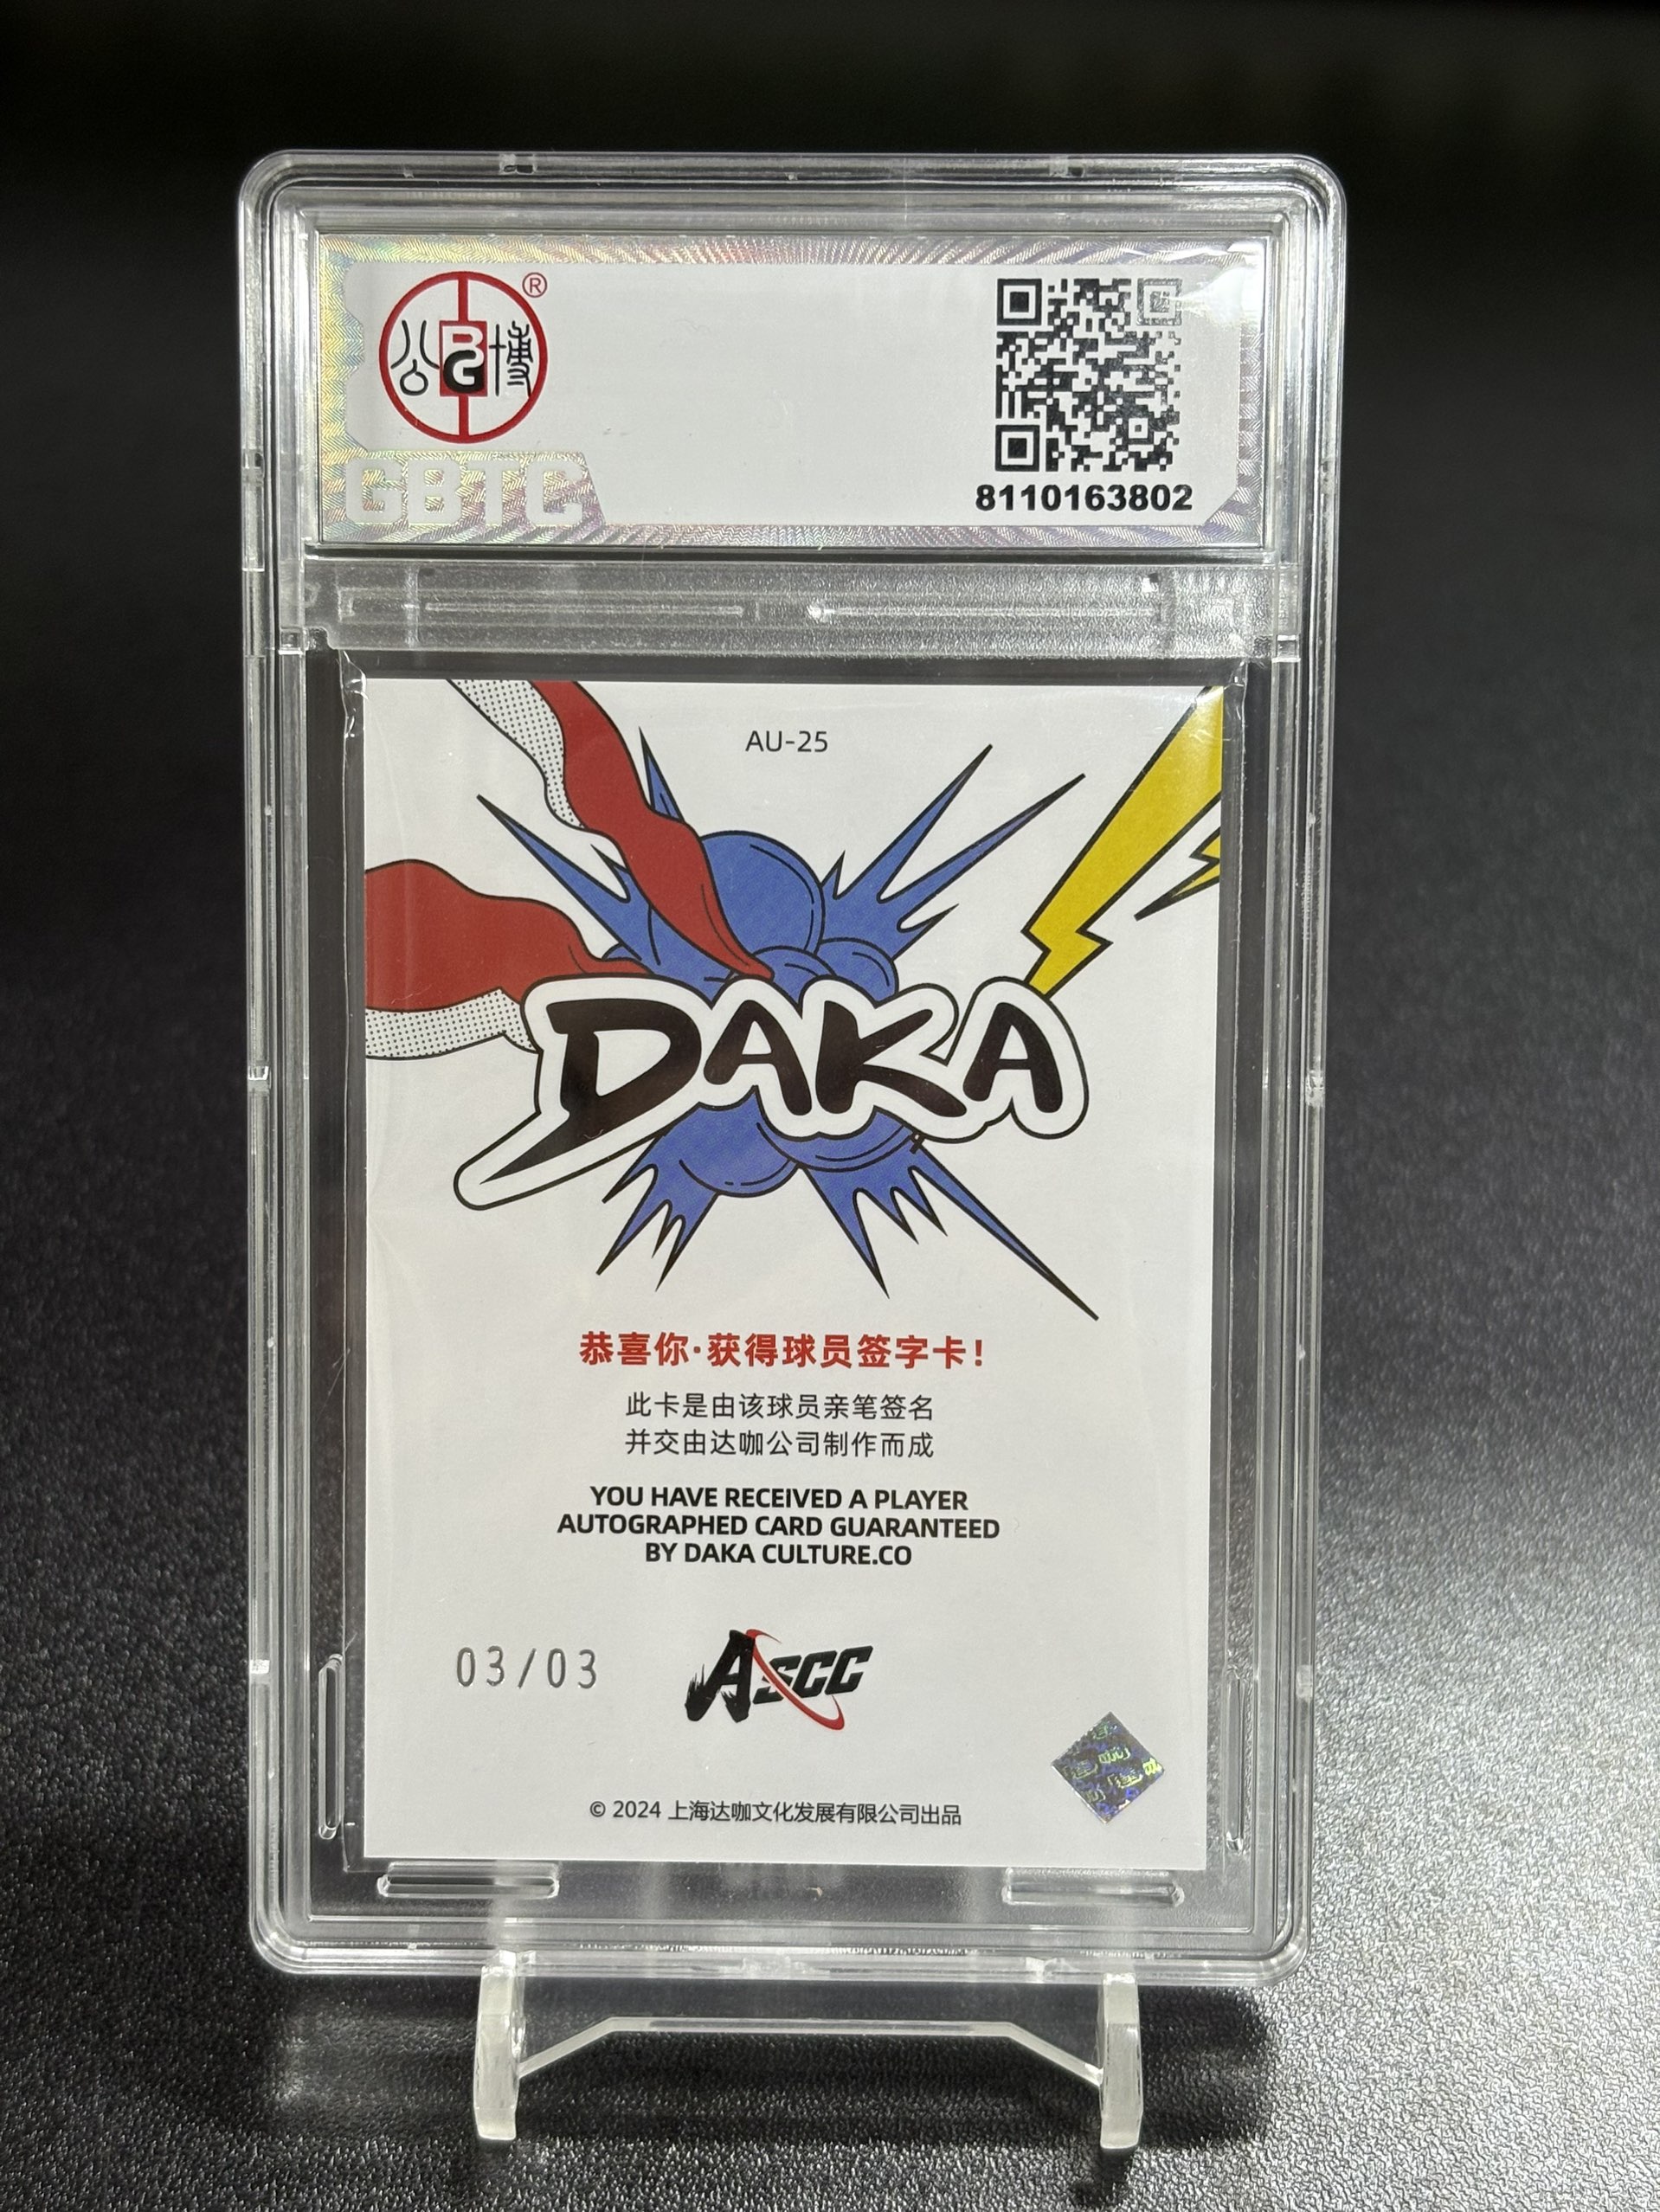 公 BG 博 ®
GBTC
8110163802
AU-25
DAKA
恭喜你·获得球员签字卡!
此卡是由该球员亲笔签名
并交由达咖公司制作而成
YOU HAVE RECEIVED A PLAYER
AUTOGRAPHED CARD GUARANTEED
BY DAKA CULTURE.CO
03/03
ASCC
© 2024 上海达咖文化发展有限公司出品